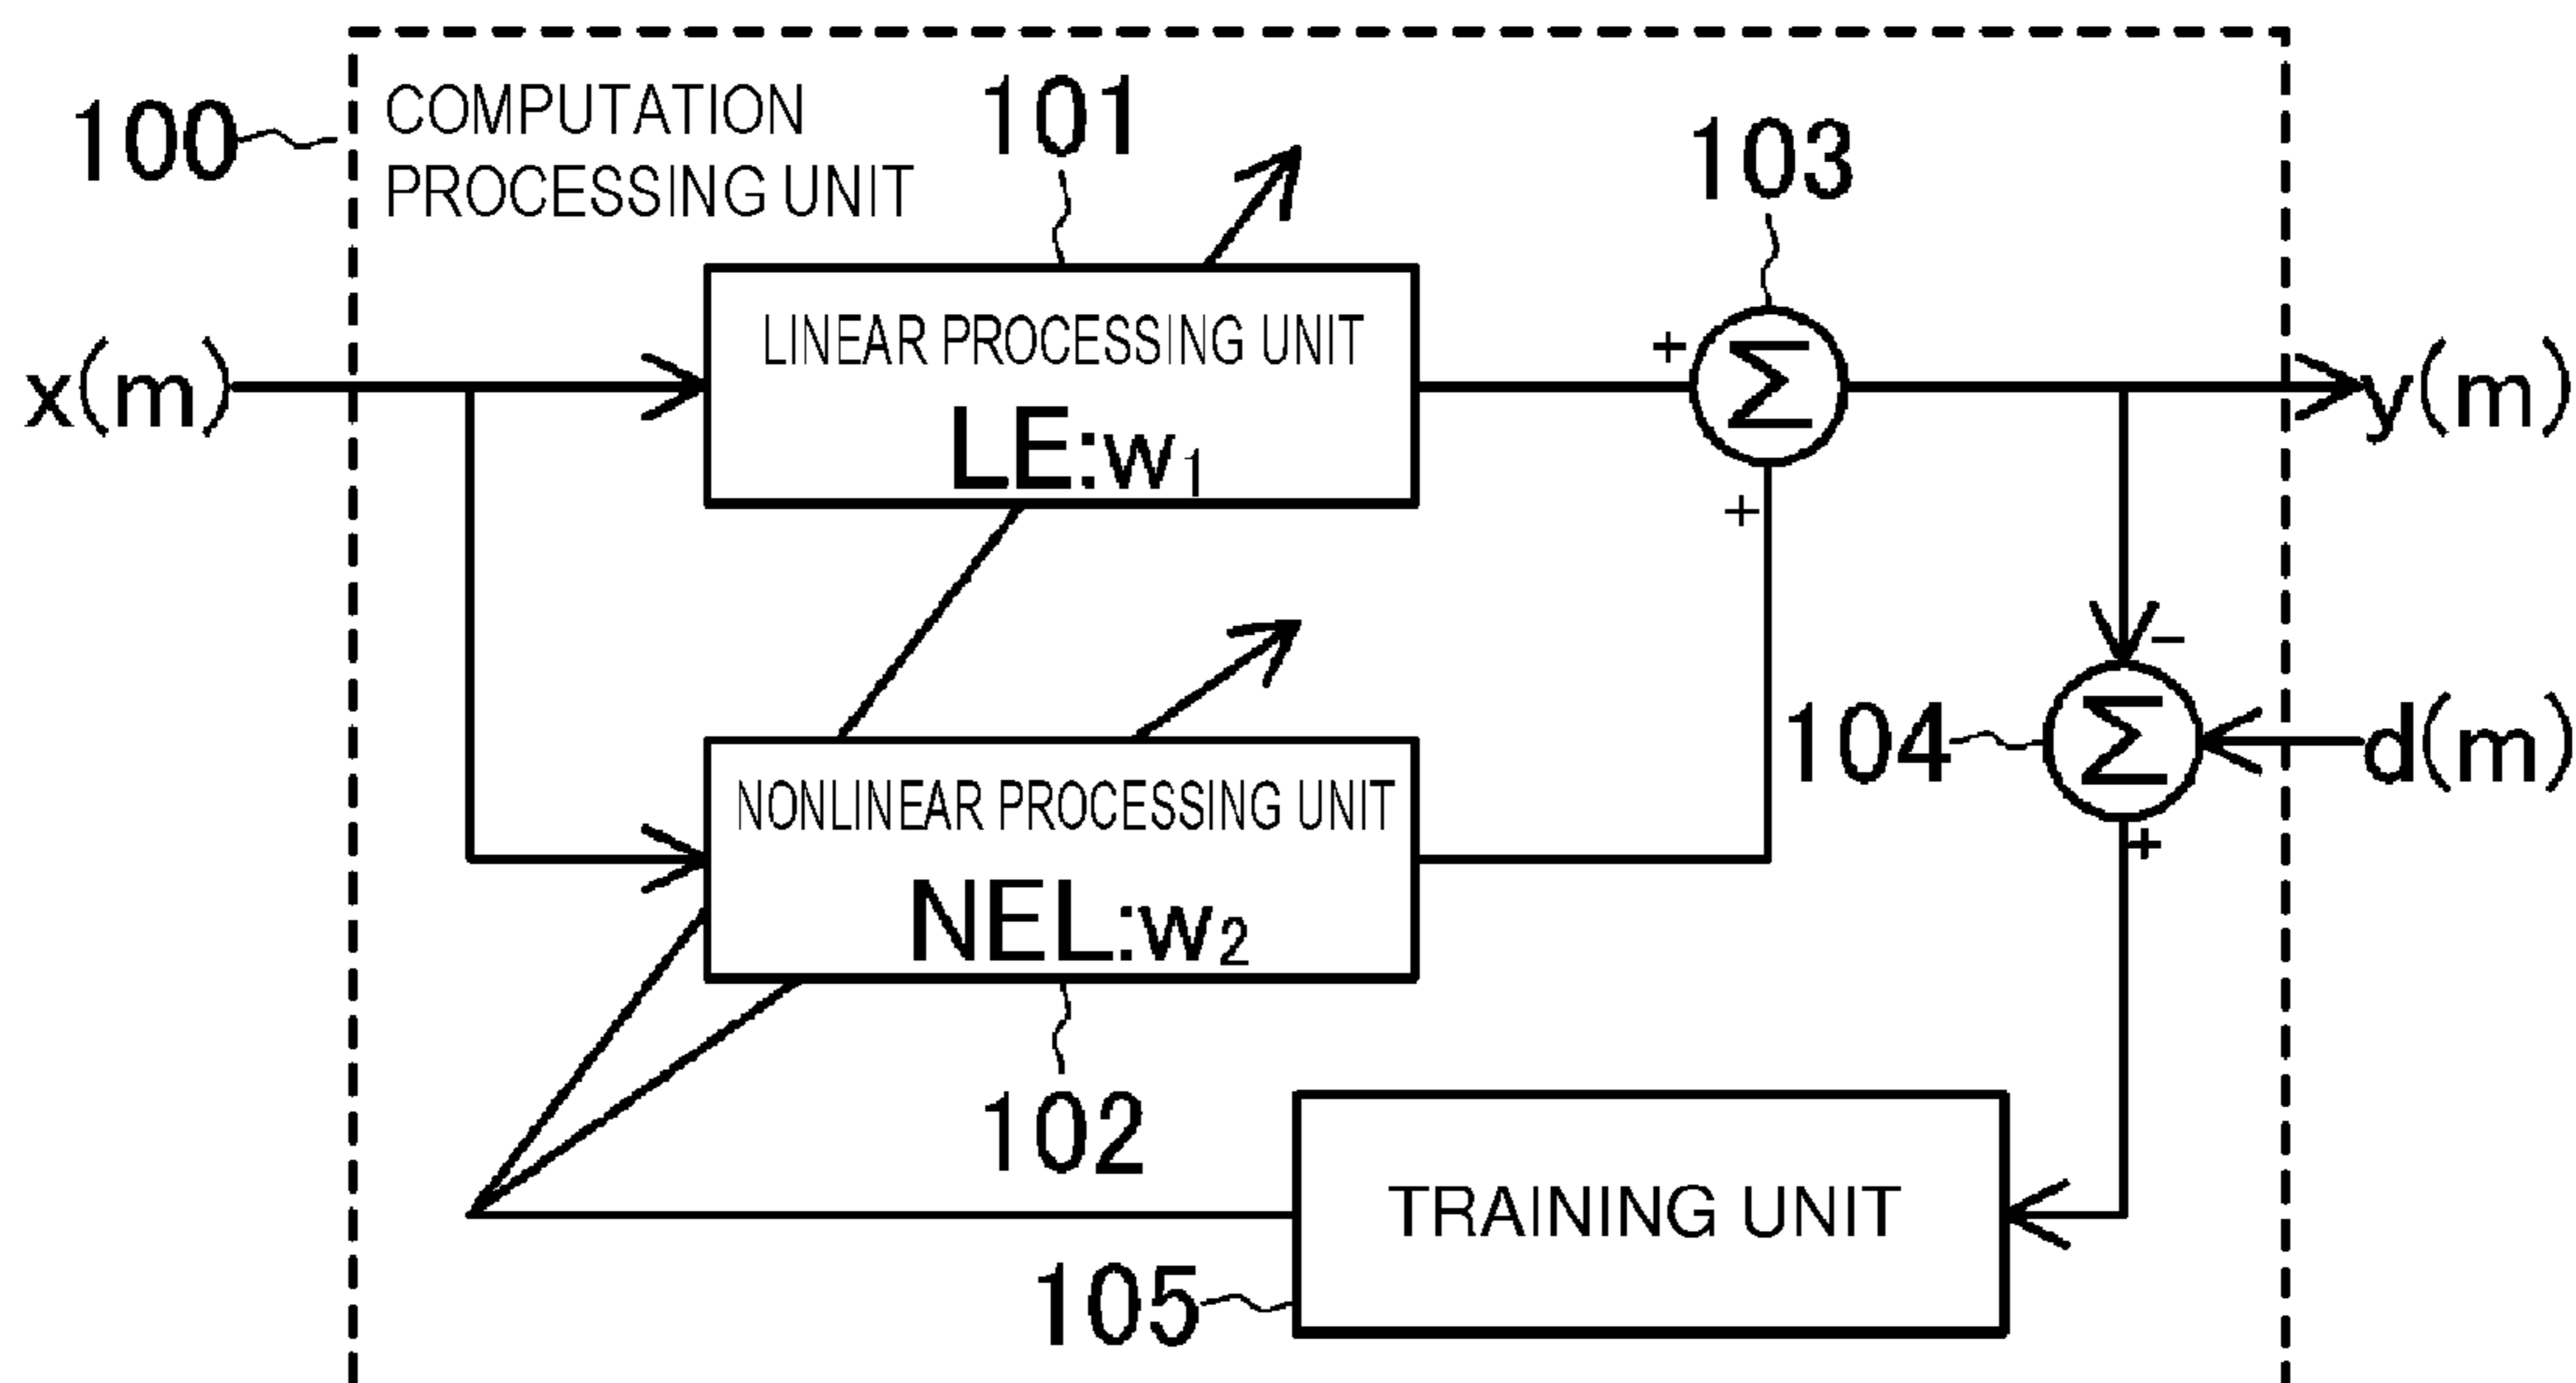 100
COMPUTATION
PROCESSING UNIT
101
103
x(m)
LINEAR PROCESSING UNIT
LE:w₁
+
Σ
+
y(m)
−
104
Σ
d(m)
+
NONLINEAR PROCESSING UNIT
NEL:w₂
102
TRAINING UNIT
105